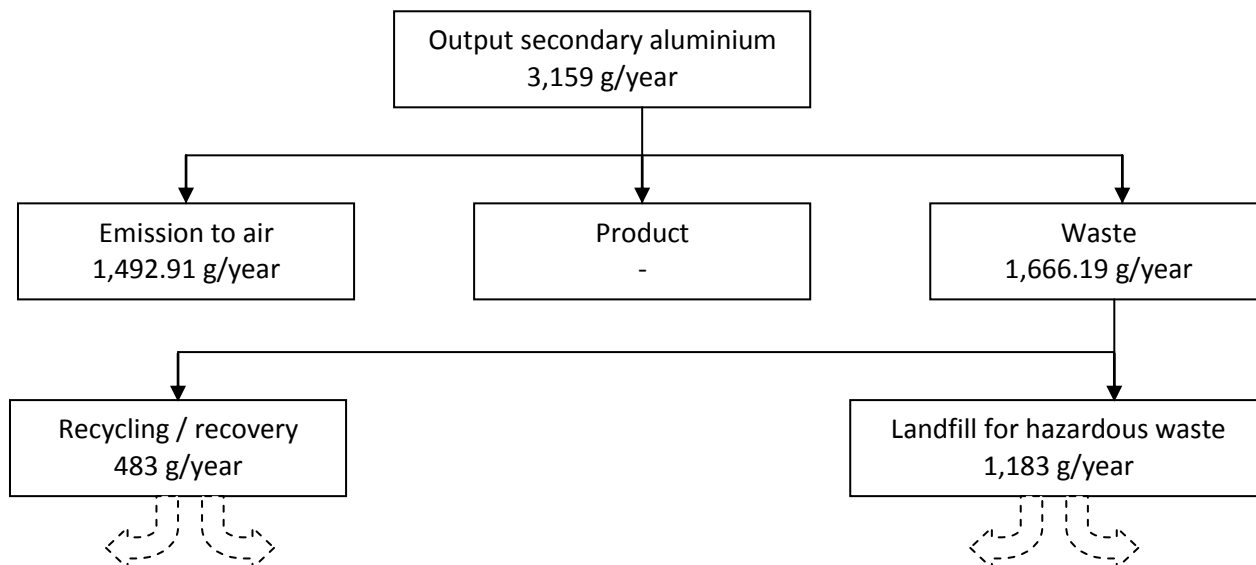 Output secondary aluminium
3,159 g/year
Emission to air
1,492.91 g/year
Product
-
Waste
1,666.19 g/year
Recycling / recovery
483 g/year
Landfill for hazardous waste
1,183 g/year